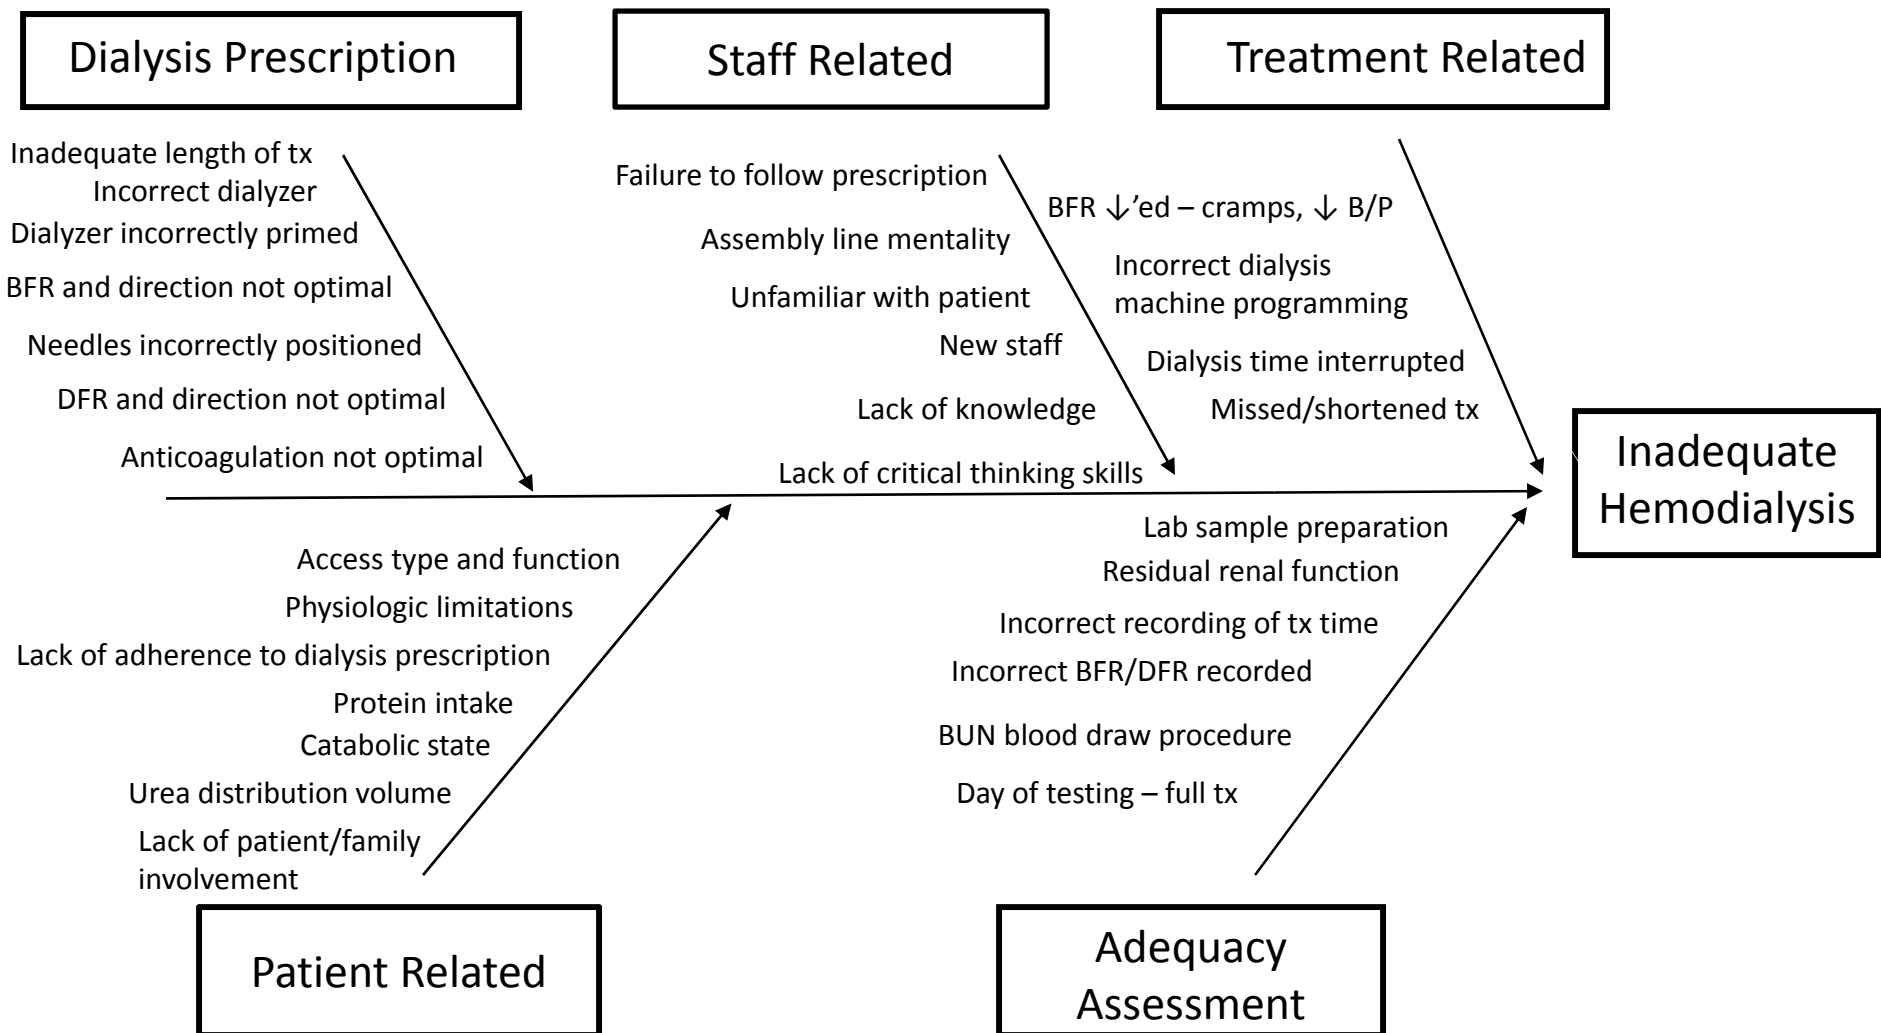 Dialysis Prescription
Staff Related
Treatment Related
Inadequate length of tx
Incorrect dialyzer
Dialyzer incorrectly primed
BFR and direction not optimal
Needles incorrectly positioned
DFR and direction not optimal
Anticoagulation not optimal
Failure to follow prescription
Assembly line mentality
Unfamiliar with patient
New staff
Lack of knowledge
Lack of critical thinking skills
BFR ↓’ed – cramps, ↓ B/P
Incorrect dialysis
machine programming
Dialysis time interrupted
Missed/shortened tx
Inadequate
Hemodialysis
Access type and function
Physiologic limitations
Lack of adherence to dialysis prescription
Protein intake
Catabolic state
Urea distribution volume
Lack of patient/family
involvement
Lab sample preparation
Residual renal function
Incorrect recording of tx time
Incorrect BFR/DFR recorded
BUN blood draw procedure
Day of testing – full tx
Patient Related
Adequacy
Assessment